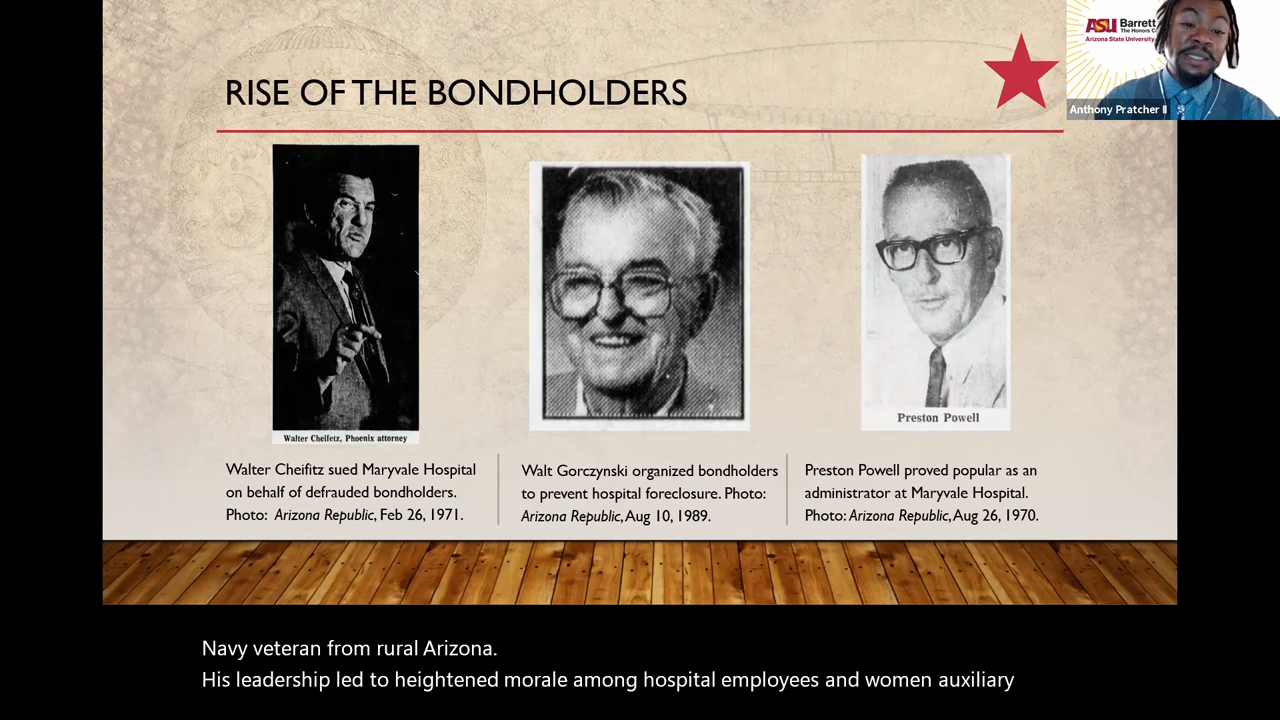 RISE OF THE BONDHOLDERS
ASU Barrett
The Honors C
Arizona State University
Anthony Pratcher II
Walter Cheifetz, Phoenix attorney
Preston Powell
Walter Cheifitz sued Maryvale Hospital
on behalf of defrauded bondholders.
Photo: Arizona Republic, Feb 26, 1971.
Walt Gorczynski organized bondholders
to prevent hospital foreclosure. Photo:
Arizona Republic, Aug 10, 1989.
Preston Powell proved popular as an
administrator at Maryvale Hospital.
Photo: Arizona Republic, Aug 26, 1970.
Navy veteran from rural Arizona.
His leadership led to heightened morale among hospital employees and women auxiliary